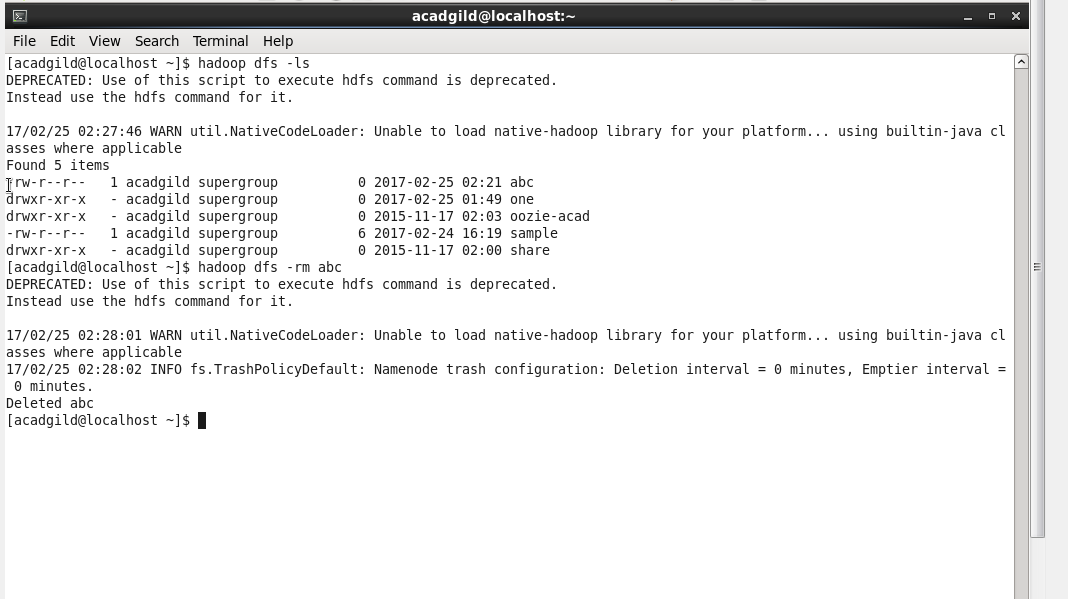 acadgild@localhost:~
File Edit View Search Terminal Help
[acadgild@localhost ~]$ hadoop dfs -ls
DEPRECATED: Use of this script to execute hdfs command is deprecated.
Instead use the hdfs command for it.
17/02/25 02:27:46 WARN util.NativeCodeLoader: Unable to load native-hadoop library for your platform... using builtin-java cl
asses where applicable
Found 5 items
-rw-r--r--   1 acadgild supergroup          0 2017-02-25 02:21 abc
drwxr-xr-x   - acadgild supergroup          0 2017-02-25 01:49 one
drwxr-xr-x   - acadgild supergroup          0 2015-11-17 02:03 oozie-acad
-rw-r--r--   1 acadgild supergroup          6 2017-02-24 16:19 sample
drwxr-xr-x   - acadgild supergroup          0 2015-11-17 02:00 share
[acadgild@localhost ~]$ hadoop dfs -rm abc
DEPRECATED: Use of this script to execute hdfs command is deprecated.
Instead use the hdfs command for it.
17/02/25 02:28:01 WARN util.NativeCodeLoader: Unable to load native-hadoop library for your platform... using builtin-java cl
asses where applicable
17/02/25 02:28:02 INFO fs.TrashPolicyDefault: Namenode trash configuration: Deletion interval = 0 minutes, Emptier interval =
 0 minutes.
Deleted abc
[acadgild@localhost ~]$